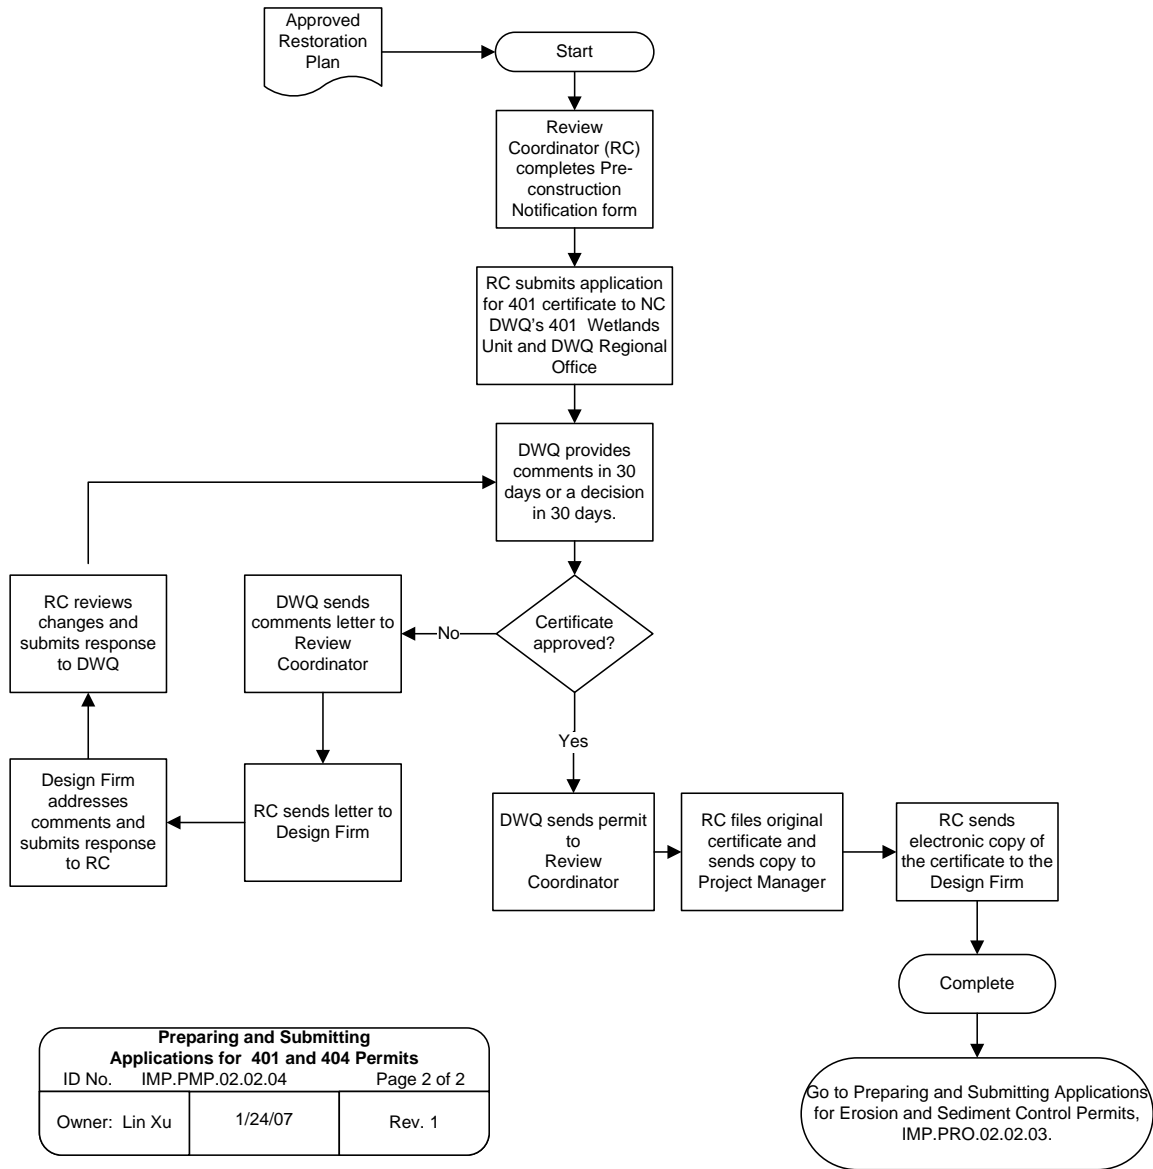 Approved
Restoration
Plan
Start
Review
Coordinator (RC)
completes Pre-
construction
Notification form
RC submits application
for 401 certificate to NC
DWQ's 401 Wetlands
Unit and DWQ Regional
Office
DWQ provides
comments in 30
days or a decision
in 30 days.
Certificate
approved?
No
DWQ sends
comments letter to
Review
Coordinator
RC sends letter to
Design Firm
Design Firm
addresses
comments and
submits response
to RC
RC reviews
changes and
submits response
to DWQ
Yes
DWQ sends permit
to
Review
Coordinator
RC files original
certificate and
sends copy to
Project Manager
RC sends
electronic copy of
the certificate to the
Design Firm
Complete
Go to Preparing and Submitting Applications
for Erosion and Sediment Control Permits,
IMP.PRO.02.02.03.
Preparing and Submitting
Applications for 401 and 404 Permits
ID No. IMP.PMP.02.02.04 Page 2 of 2
Owner: Lin Xu 1/24/07 Rev. 1